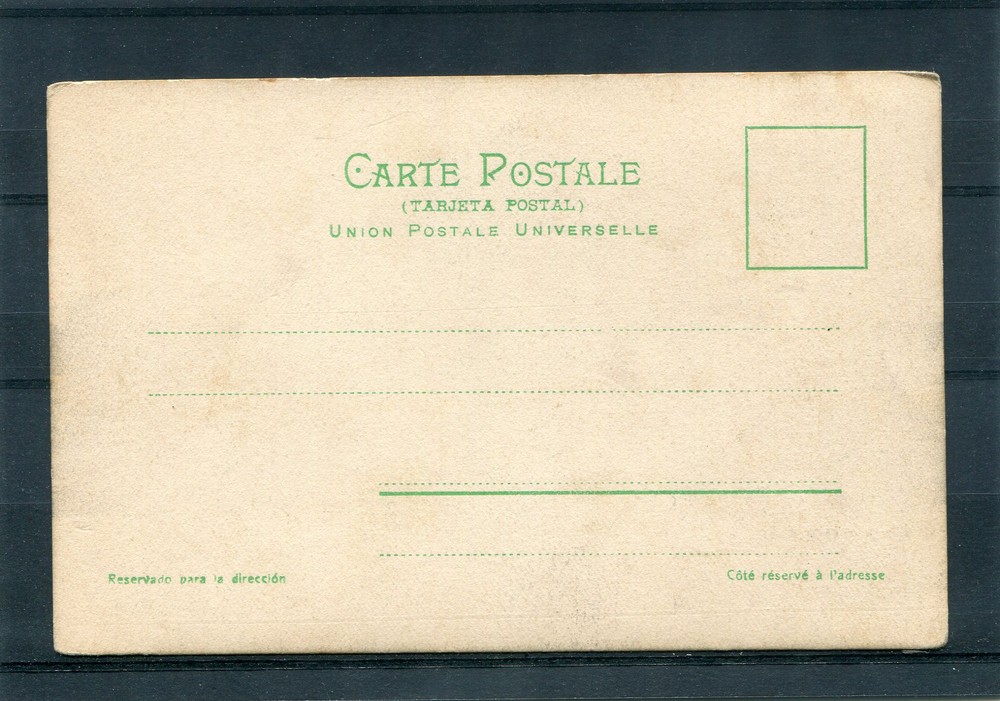 CARTE POSTALE
(TARJETA POSTAL)
UNION POSTALE UNIVERSELLE
Reservado para la dirección
Côté réservé à l'adresse